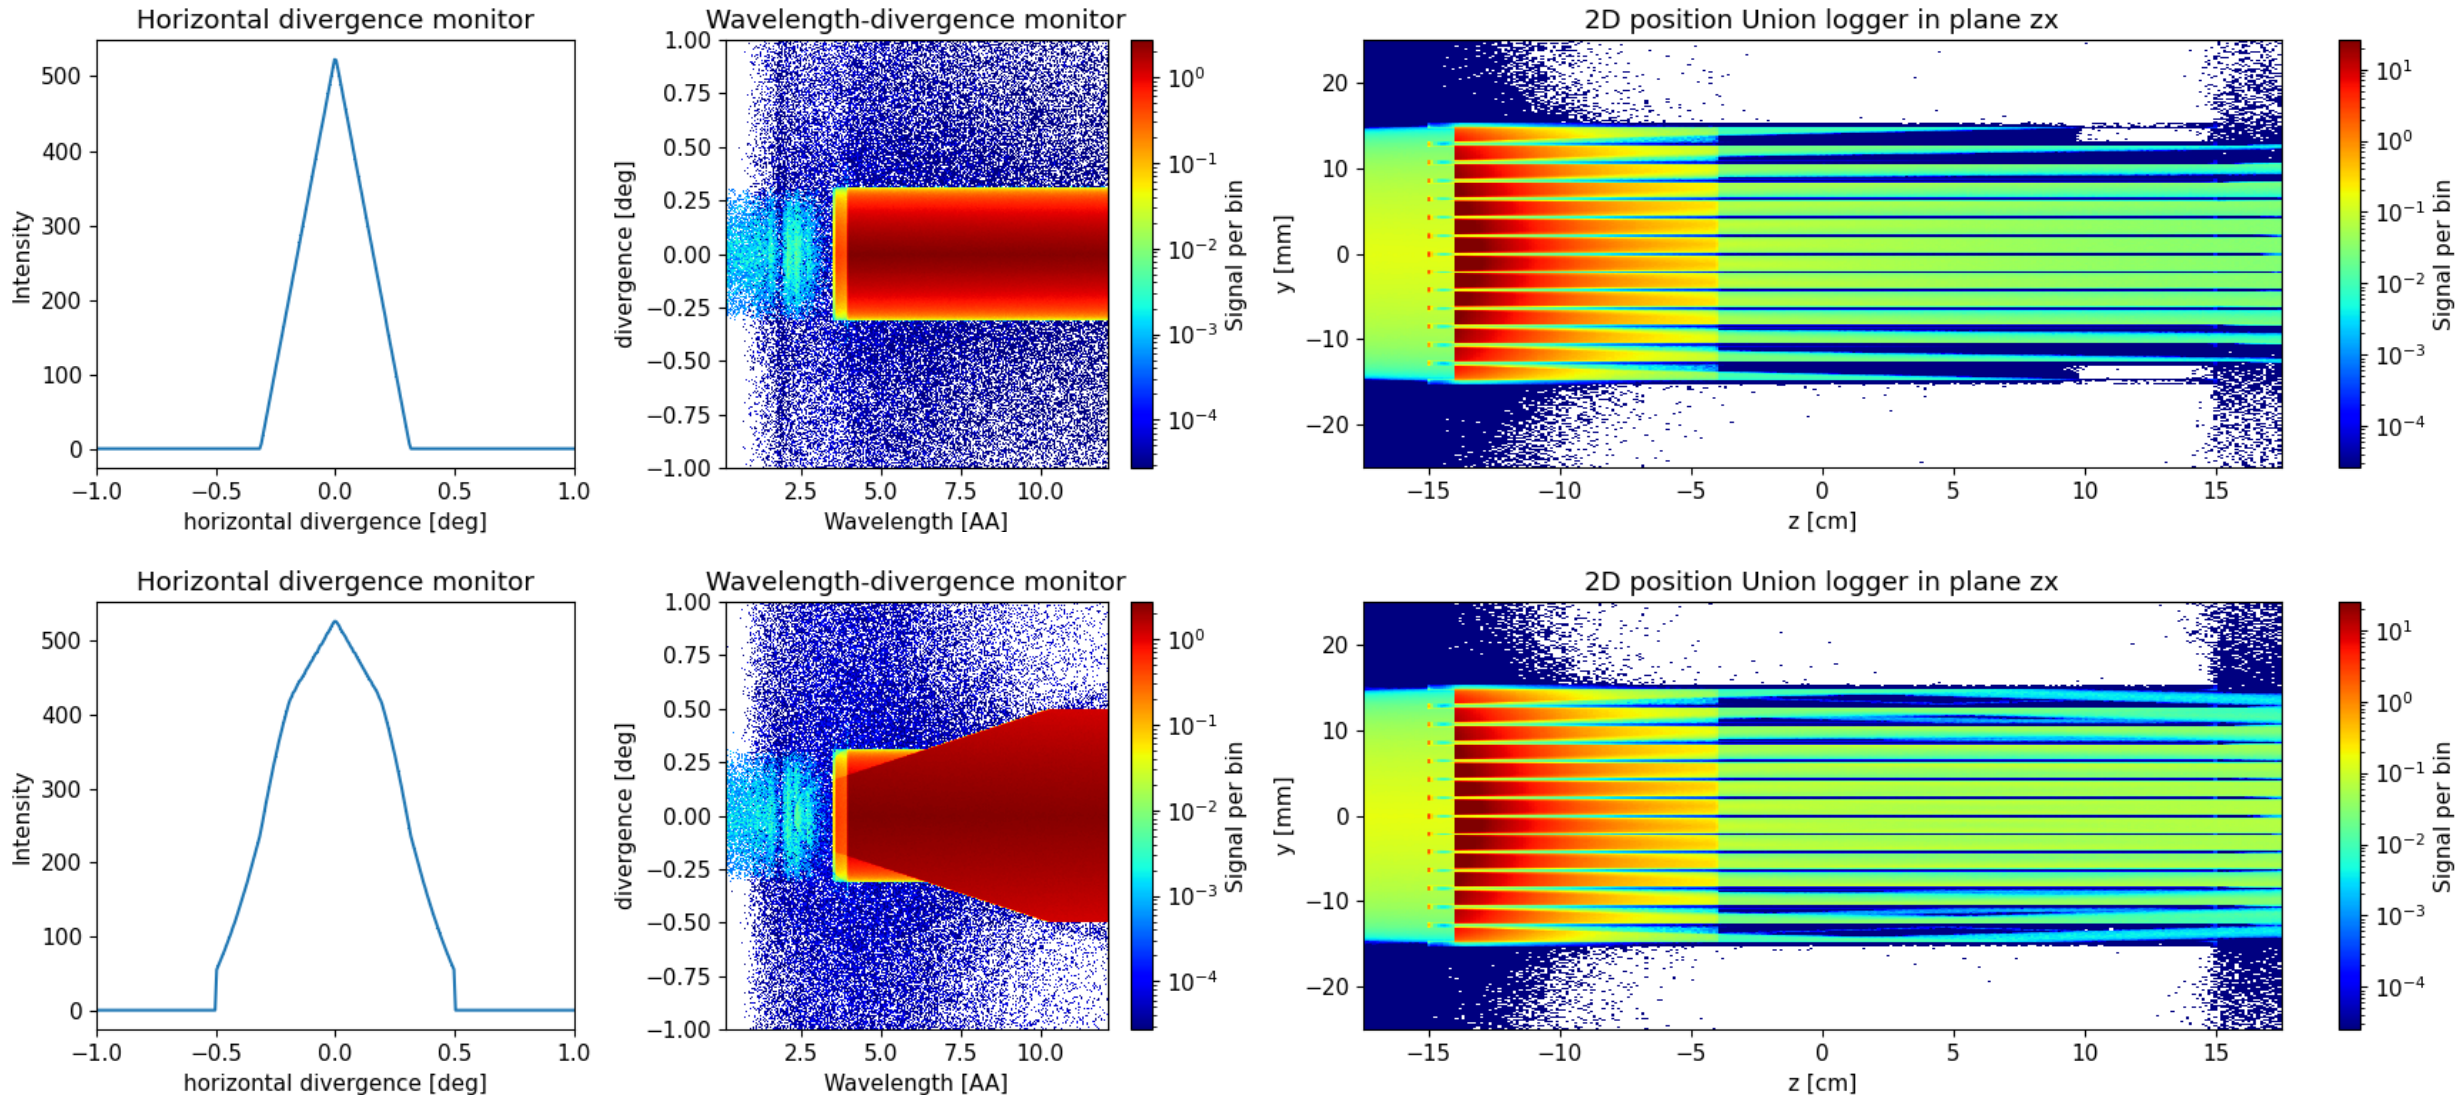 Horizontal divergence monitor
Wavelength-divergence monitor
2D position Union logger in plane zx
Intensity
500
400
300
200
100
0
−1.0 −0.5 0.0 0.5 1.0
horizontal divergence [deg]
divergence [deg]
1.00
0.75
0.50
0.25
0.00
−0.25
−0.50
−0.75
−1.00
2.5 5.0 7.5 10.0
Wavelength [AA]
10^0
10^-1
10^-2
10^-3
10^-4
Signal per bin
y [mm]
20
10
0
−10
−20
−15 −10 −5 0 5 10 15
z [cm]
10^1
10^0
10^-1
10^-2
10^-3
10^-4
Signal per bin
Horizontal divergence monitor
Wavelength-divergence monitor
2D position Union logger in plane zx
Intensity
500
400
300
200
100
0
−1.0 −0.5 0.0 0.5 1.0
horizontal divergence [deg]
divergence [deg]
1.00
0.75
0.50
0.25
0.00
−0.25
−0.50
−0.75
−1.00
2.5 5.0 7.5 10.0
Wavelength [AA]
10^0
10^-1
10^-2
10^-3
10^-4
Signal per bin
y [mm]
20
10
0
−10
−20
−15 −10 −5 0 5 10 15
z [cm]
10^1
10^0
10^-1
10^-2
10^-3
10^-4
Signal per bin